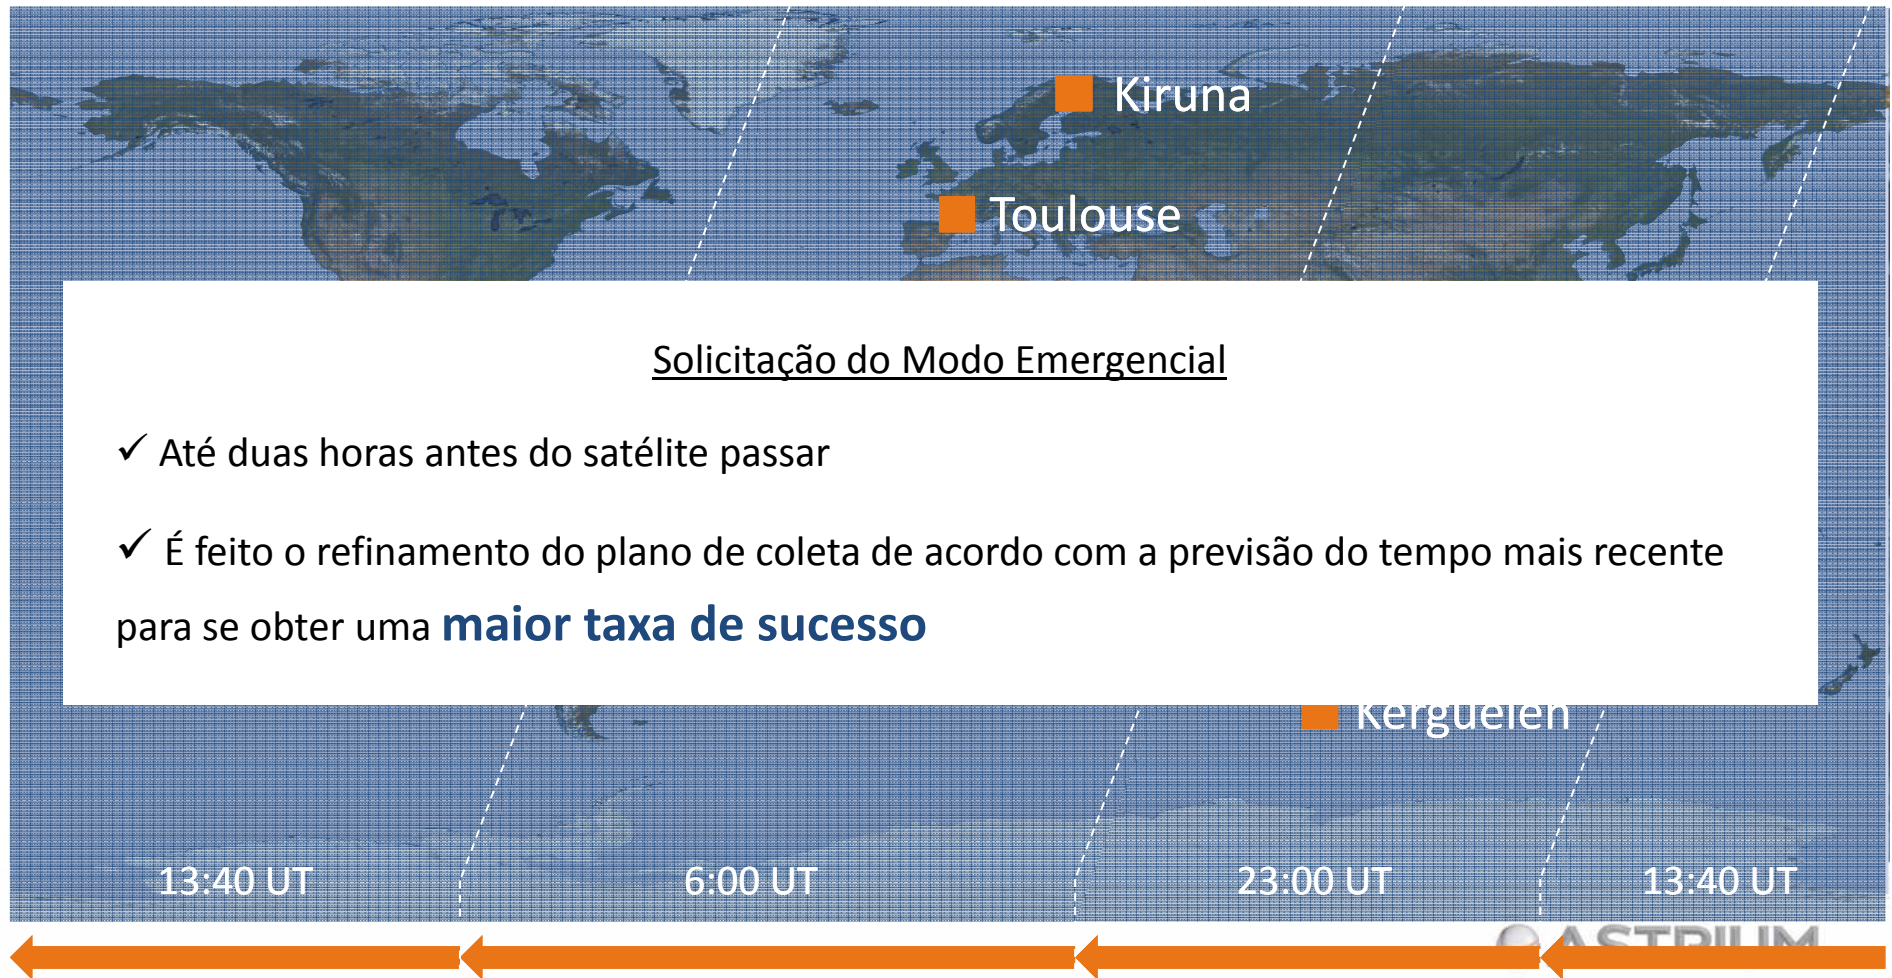 Kiruna
Toulouse
Solicitação do Modo Emergencial
✓ Até duas horas antes do satélite passar
✓ É feito o refinamento do plano de coleta de acordo com a previsão do tempo mais recente
para se obter uma maior taxa de sucesso
Kerguelen
13:40 UT 6:00 UT 23:00 UT 13:40 UT
ASTRIUM